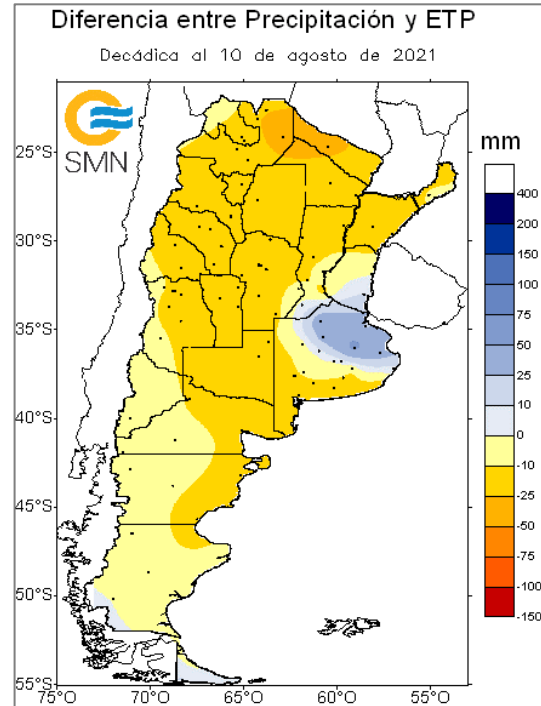 Diferencia entre Precipitación y ETP
Decádica al 10 de agosto de 2021
SMN
mm
400
200
150
100
75
50
25
10
0
-10
-25
-50
-75
-100
-150
25°S
30°S
35°S
40°S
45°S
50°S
55°S
75°O
70°O
65°O
60°O
55°O